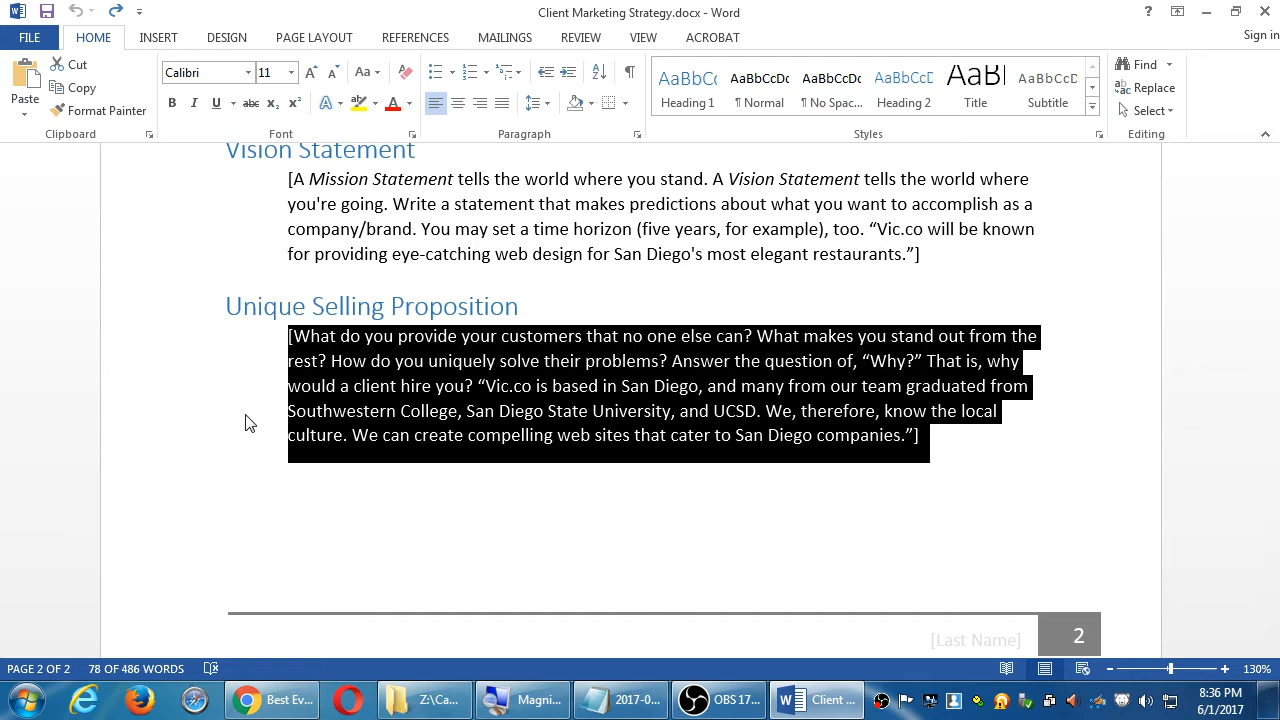 Client Marketing Strategy.docx - Word
Sign in
FILE HOME INSERT DESIGN PAGE LAYOUT REFERENCES MAILINGS REVIEW VIEW ACROBAT
Paste
Cut
Copy
Format Painter
Clipboard
Calibri 11
Font
Paragraph
AaBbCc AaBbCcDc AaBbCcDc AaBbCcD AaB AaBbCcD
Heading 1 ¶ Normal ¶ No Spac... Heading 2 Title Subtitle
Styles
Find
Replace
Select
Editing
Vision Statement
[A Mission Statement tells the world where you stand. A Vision Statement tells the world where
you're going. Write a statement that makes predictions about what you want to accomplish as a
company/brand. You may set a time horizon (five years, for example), too. “Vic.co will be known
for providing eye-catching web design for San Diego's most elegant restaurants.”]
Unique Selling Proposition
[What do you provide your customers that no one else can? What makes you stand out from the
rest? How do you uniquely solve their problems? Answer the question of, “Why?” That is, why
would a client hire you? “Vic.co is based in San Diego, and many from our team graduated from
Southwestern College, San Diego State University, and UCSD. We, therefore, know the local
culture. We can create compelling web sites that cater to San Diego companies.”]
[Last Name] 2
PAGE 2 OF 2 78 OF 486 WORDS
130%
Best Ev...
Z:\Ca...
Magni...
2017-0...
OBS 17...
Client ...
8:36 PM
6/1/2017